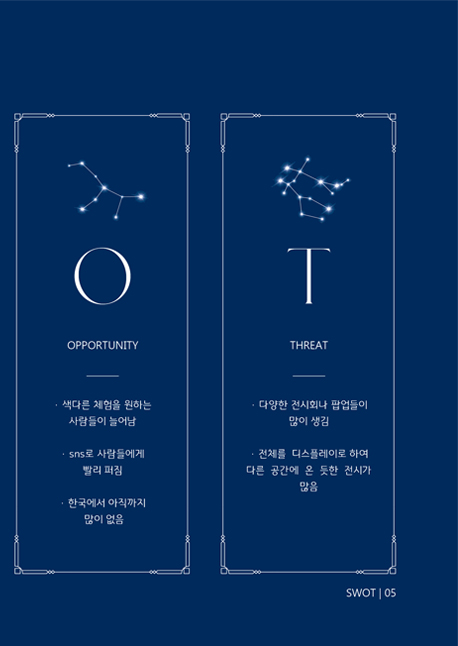 O
OPPORTUNITY
· 색다른 체험을 원하는
사람들이 늘어남
· sns로 사람들에게
빨리 퍼짐
· 한국에서 아직까지
많이 없음
T
THREAT
· 다양한 전시회나 팝업들이
많이 생김
· 전체를 디스플레이로 하여
다른 공간에 온 듯한 전시가
많음
SWOT | 05